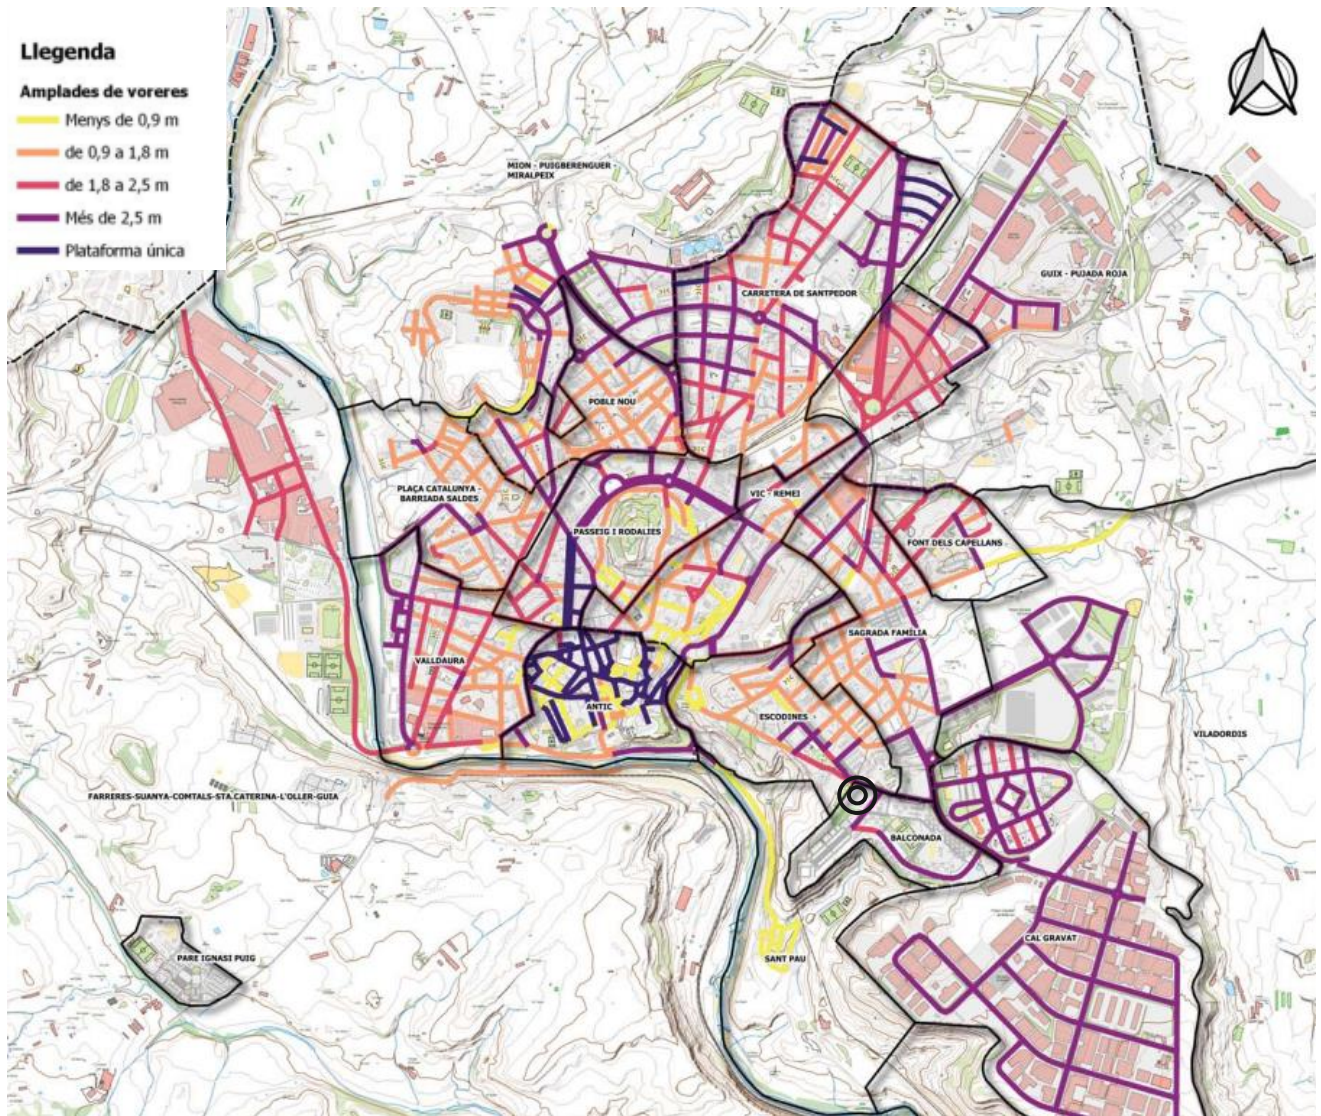 Llegenda
Amplades de voreres
Menys de 0,9 m
de 0,9 a 1,8 m
de 1,8 a 2,5 m
Més de 2,5 m
Plataforma única
MION - PUIGBERENGUER -
MIRALPEIX
GUIX - PUJADA ROJA
CARRETERA DE SANTPEDOR
POBLE NOU
PLAÇA CATALUNYA -
BARRIADA SALDES
VIC - REMEI
PASSEIG I RODALIES
FONT DELS CAPELLANS
SAGRADA FAMÍLIA
VALLDAURA
ANTIC
ESCODINES
VILADORDIS
FARRERES-SUANYA-COMTALS-STA.CATERINA-L'OLLER-GUIA
BALCONADA
CAL GRAVAT
PARE IGNASI PUIG
SANT PAU